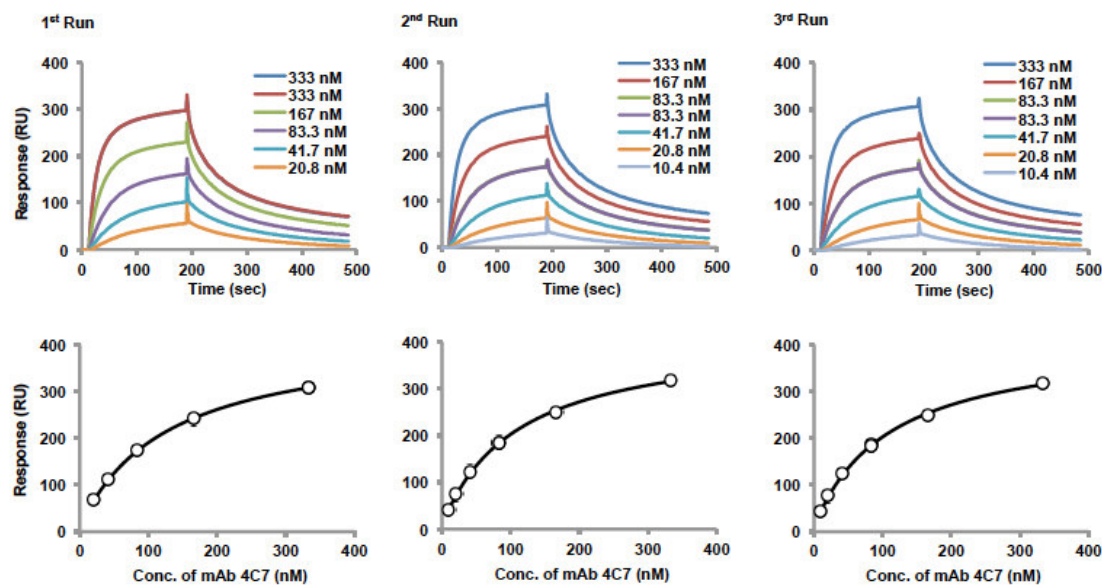 1st Run
2nd Run
3rd Run
400
300
200
100
0
Response (RU)
333 nM
333 nM
167 nM
83.3 nM
41.7 nM
20.8 nM
0 100 200 300 400 500
Time (sec)
400
300
200
100
0
333 nM
167 nM
83.3 nM
83.3 nM
41.7 nM
20.8 nM
10.4 nM
0 100 200 300 400 500
Time (sec)
400
300
200
100
0
333 nM
167 nM
83.3 nM
83.3 nM
41.7 nM
20.8 nM
10.4 nM
0 100 200 300 400 500
Time (sec)
400
300
200
100
0
Response (RU)
0 100 200 300 400
Conc. of mAb 4C7 (nM)
400
300
200
100
0
0 100 200 300 400
Conc. of mAb 4C7 (nM)
400
300
200
100
0
0 100 200 300 400
Conc. of mAb 4C7 (nM)